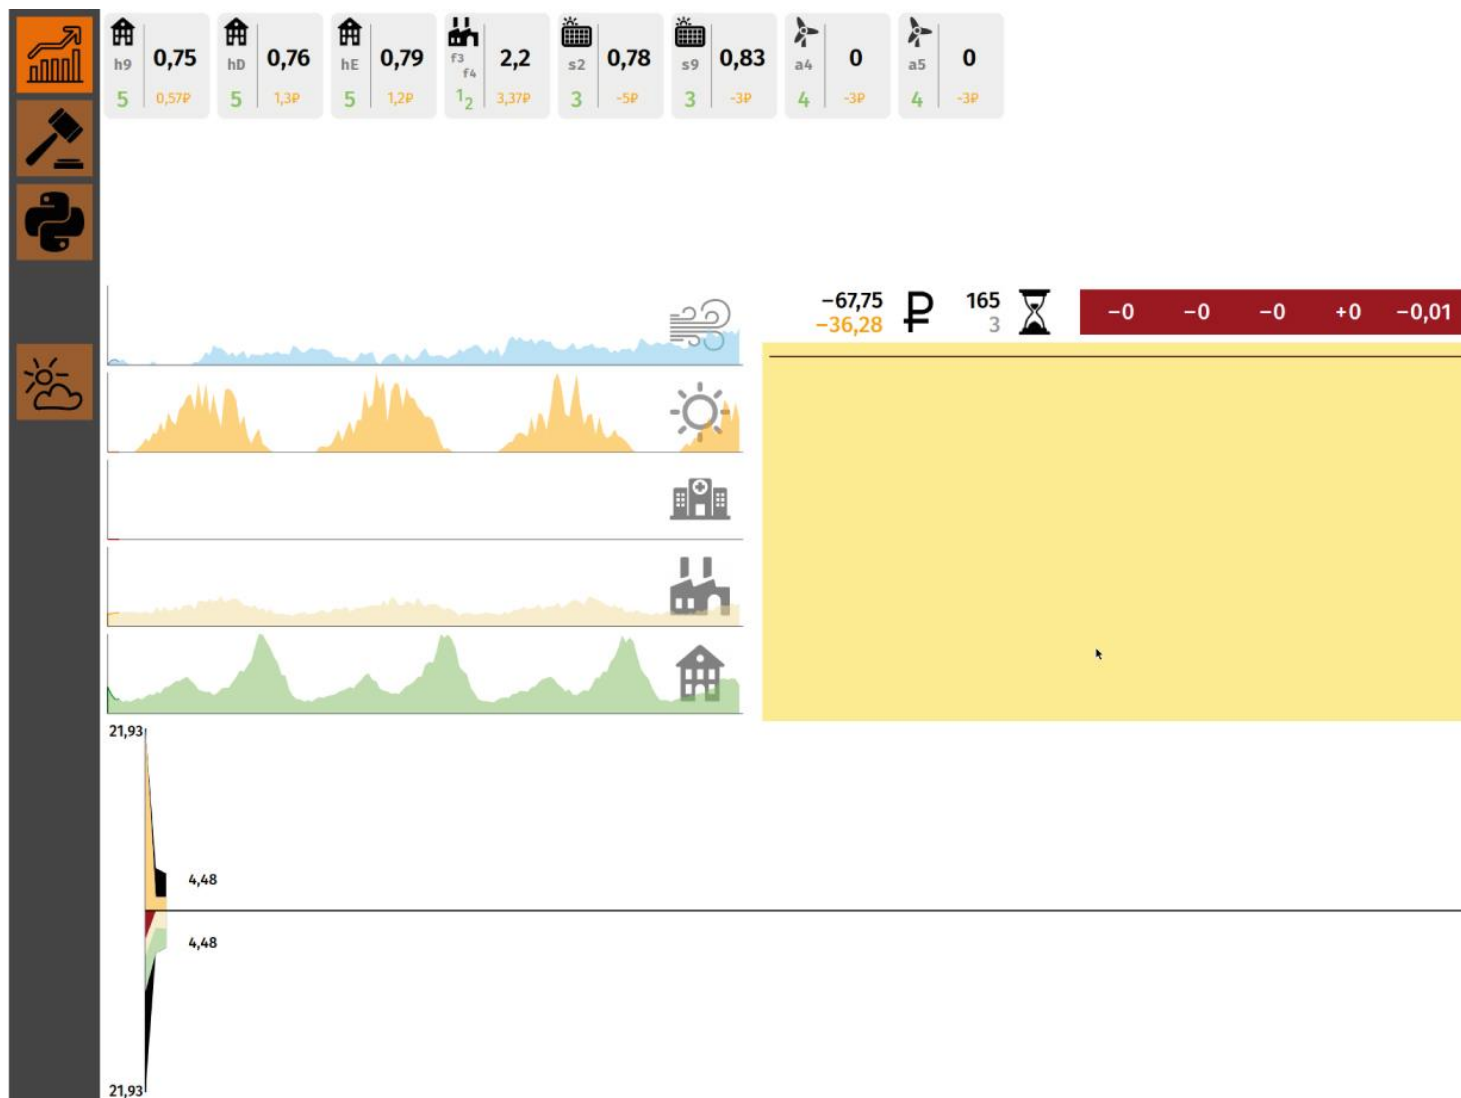 h9 0,75
5 0,57₽
hD 0,76
5 1,3₽
hE 0,79
5 1,2₽
f3 f4 2,2
1 2 3,37₽
s2 0,78
3 -5₽
s9 0,83
3 -3₽
a4 0
4 -3₽
a5 0
4 -3₽
−67,75 ₽ 165
−36,28 3
−0 −0 −0 +0 −0,01
21,93
4,48
4,48
21,93